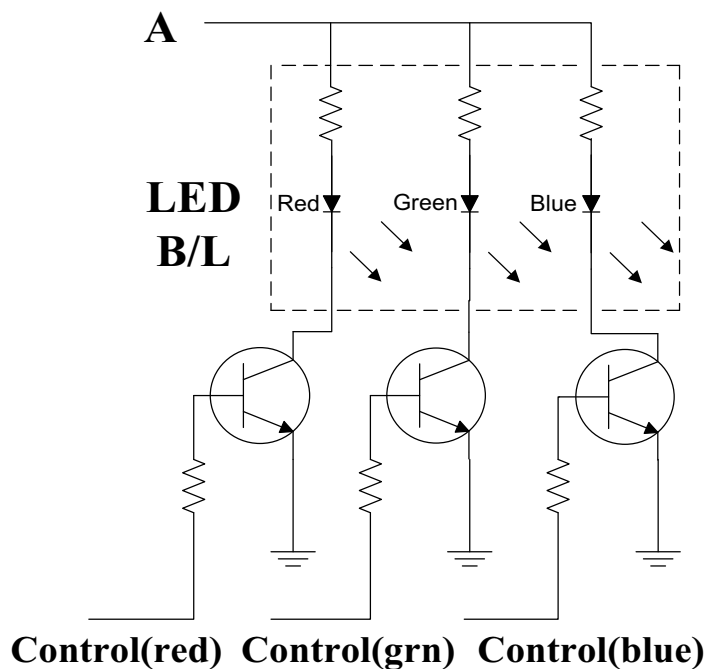 A
LED
B/L
Red
Green
Blue
Control(red)
Control(grn)
Control(blue)